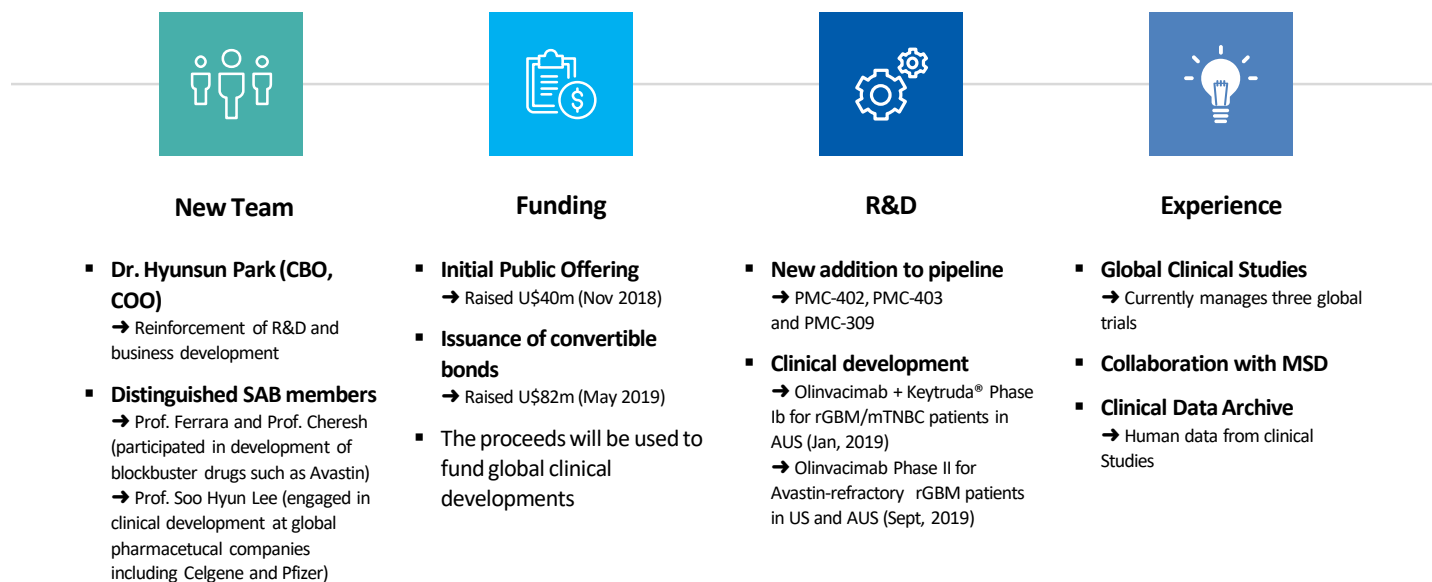 $
New Team
▪ Dr. Hyunsun Park (CBO,
COO)
➜ Reinforcement of R&D and
business development
▪ Distinguished SAB members
➜ Prof. Ferrara and Prof. Cheresh
(participated in development of
blockbuster drugs such as Avastin)
➜ Prof. Soo Hyun Lee (engaged in
clinical development at global
pharmacetucal companies
including Celgene and Pfizer)
Funding
▪ Initial Public Offering
➜ Raised U$40m (Nov 2018)
▪ Issuance of convertible
bonds
➜ Raised U$82m (May 2019)
▪ The proceeds will be used to
fund global clinical
developments
R&D
▪ New addition to pipeline
➜ PMC-402, PMC-403
and PMC-309
▪ Clinical development
➜ Olinvacimab + Keytruda® Phase
Ib for rGBM/mTNBC patients in
AUS (Jan, 2019)
➜ Olinvacimab Phase II for
Avastin-refractory rGBM patients
in US and AUS (Sept, 2019)
Experience
▪ Global Clinical Studies
➜ Currently manages three global
trials
▪ Collaboration with MSD
▪ Clinical Data Archive
➜ Human data from clinical
Studies